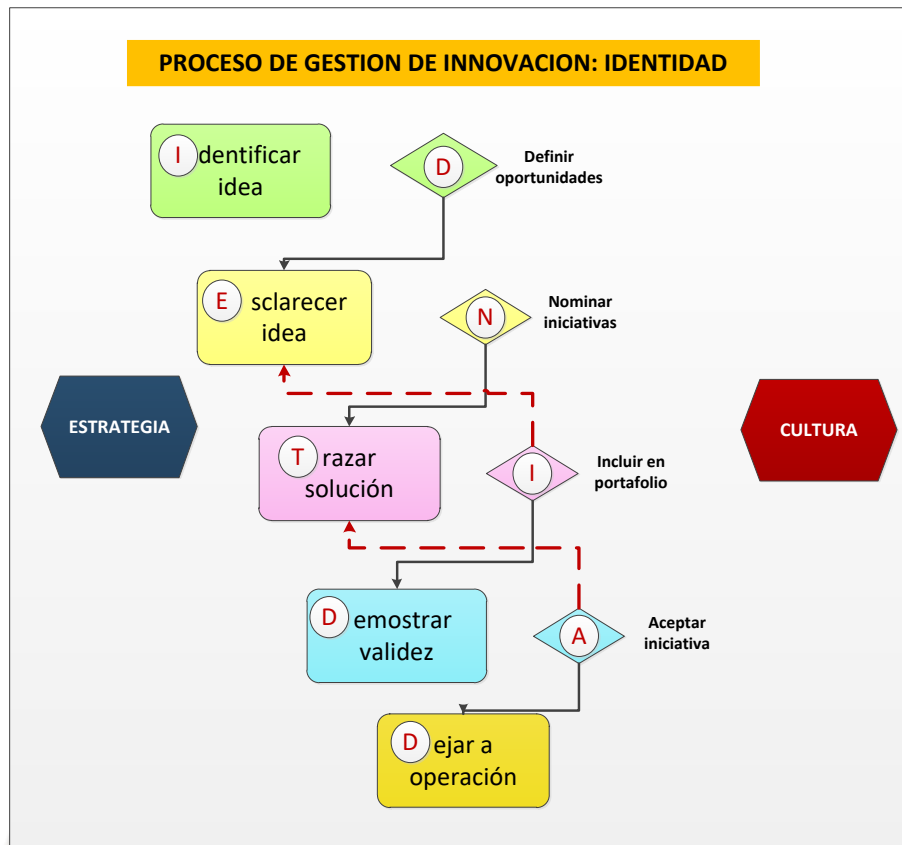 PROCESO DE GESTION DE INNOVACION: IDENTIDAD
I dentificar
idea
D
Definir
oportunidades
E sclarecer
idea
N
Nominar
iniciativas
ESTRATEGIA
CULTURA
T razar
solución
I
Incluir en
portafolio
D emostrar
validez
A
Aceptar
iniciativa
D ejar a
operación